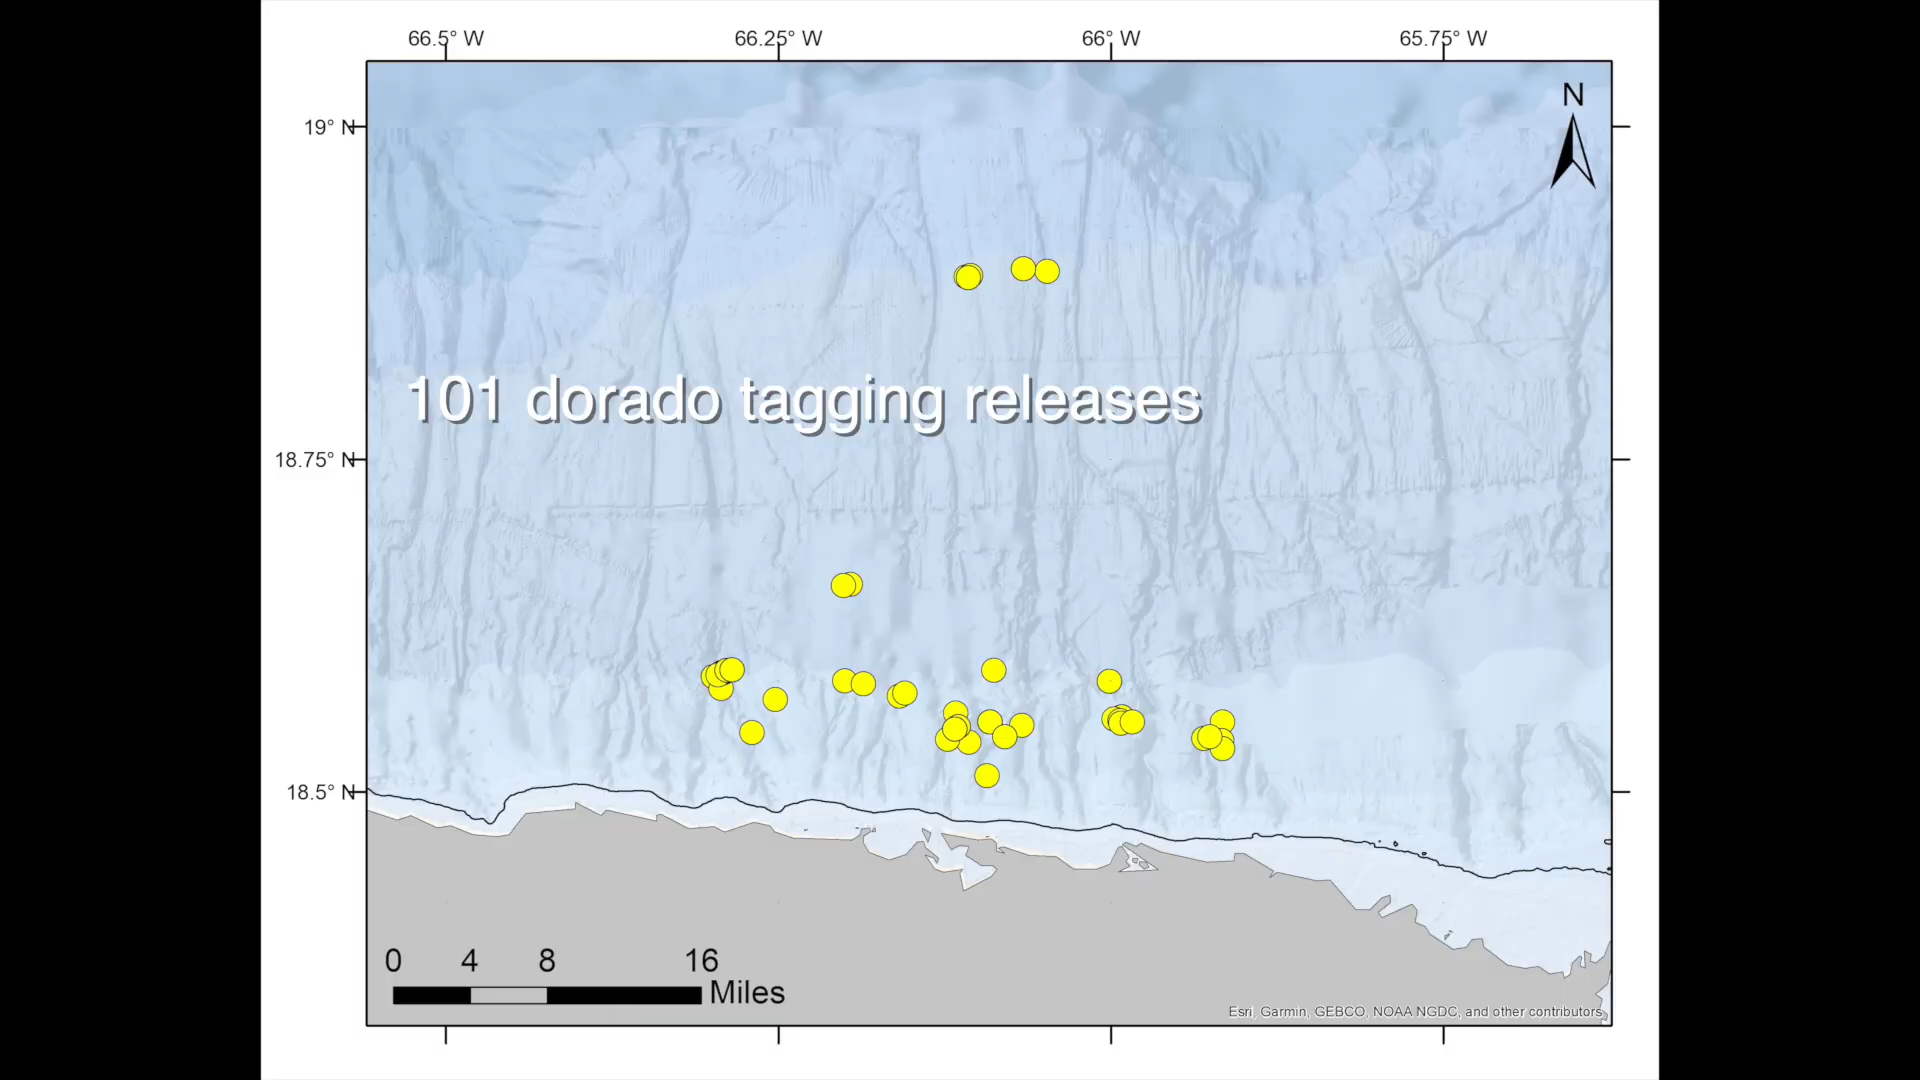 66.5° W 66.25° W 66° W 65.75° W
N
19° N
101 dorado tagging releases
18.75° N
18.5° N
0 4 8 16
Miles
Esri, Garmin, GEBCO, NOAA NGDC, and other contributors